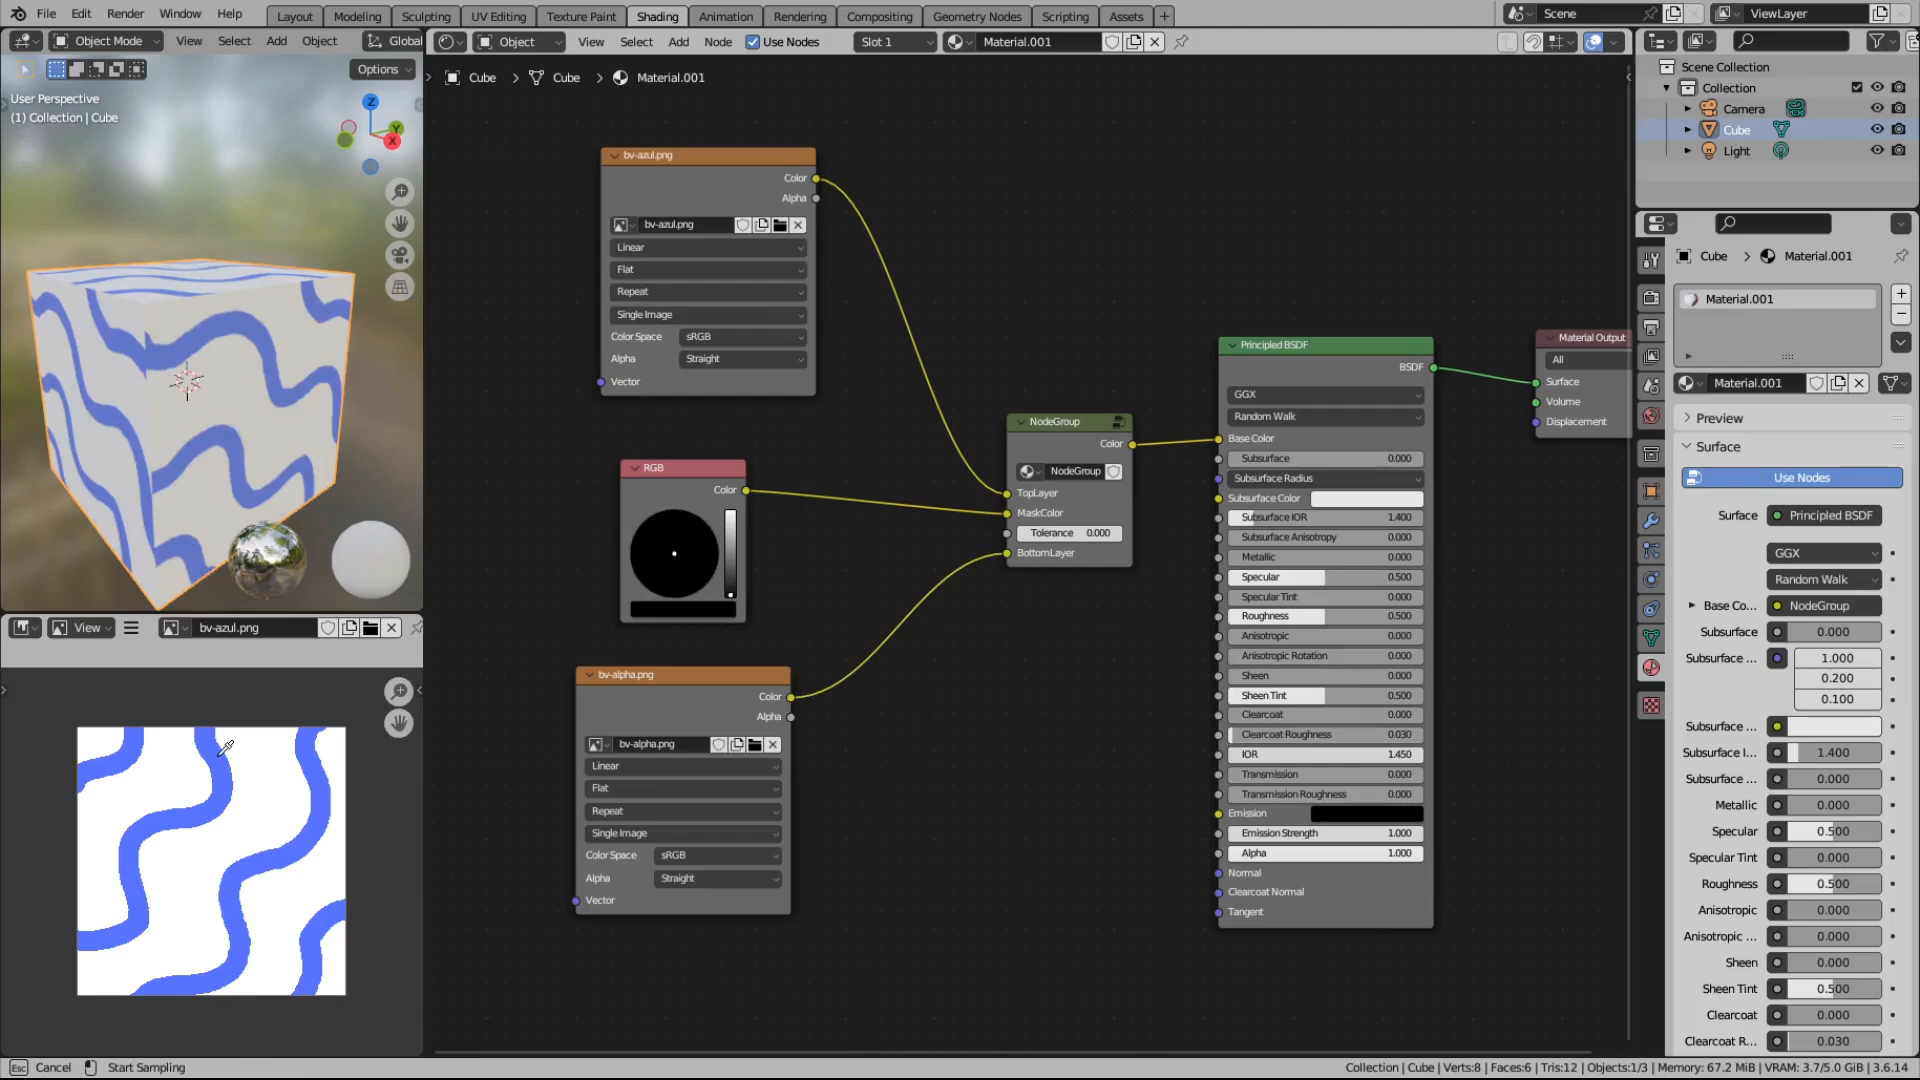 File Edit Render Window Help Layout Modeling Sculpting UV Editing Texture Paint Shading Animation Rendering Compositing Geometry Nodes Scripting Assets + Scene ViewLayer
Object Mode View Select Add Object Global Object View Select Add Node Use Nodes Slot 1 Material.001
Options
User Perspective
(1) Collection | Cube
Z
Y
X
Cube > Cube > Material.001
bv-azul.png
Color
Alpha
bv-azul.png
Linear
Flat
Repeat
Single Image
Color Space sRGB
Alpha Straight
Vector
RGB
Color
bv-alpha.png
Color
Alpha
bv-alpha.png
Linear
Flat
Repeat
Single Image
Color Space sRGB
Alpha Straight
Vector
NodeGroup
Color
NodeGroup
TopLayer
MaskColor
Tolerance 0.000
BottomLayer
Principled BSDF
BSDF
GGX
Random Walk
Base Color
Subsurface 0.000
Subsurface Radius
Subsurface Color
Subsurface IOR 1.400
Subsurface Anisotropy 0.000
Metallic 0.000
Specular 0.500
Specular Tint 0.000
Roughness 0.500
Anisotropic 0.000
Anisotropic Rotation 0.000
Sheen 0.000
Sheen Tint 0.500
Clearcoat 0.000
Clearcoat Roughness 0.030
IOR 1.450
Transmission 0.000
Transmission Roughness 0.000
Emission
Emission Strength 1.000
Alpha 1.000
Normal
Clearcoat Normal
Tangent
Material Output
All
Surface
Volume
Displacement
View bv-azul.png
Scene Collection
Collection
Camera
Cube
Light
Cube > Material.001
Material.001
Material.001
Preview
Surface
Use Nodes
Surface Principled BSDF
GGX
Random Walk
Base Co... NodeGroup
Subsurface 0.000
Subsurface ... 1.000
0.200
0.100
Subsurface ...
Subsurface I... 1.400
Subsurface ... 0.000
Metallic 0.000
Specular 0.500
Specular Tint 0.000
Roughness 0.500
Anisotropic 0.000
Anisotropic ... 0.000
Sheen 0.000
Sheen Tint 0.500
Clearcoat 0.000
Clearcoat R... 0.030
Esc Cancel Start Sampling
Collection | Cube | Verts:8 | Faces:6 | Tris:12 | Objects:1/3 | Memory: 67.2 MiB | VRAM: 3.7/5.0 GiB | 3.6.14